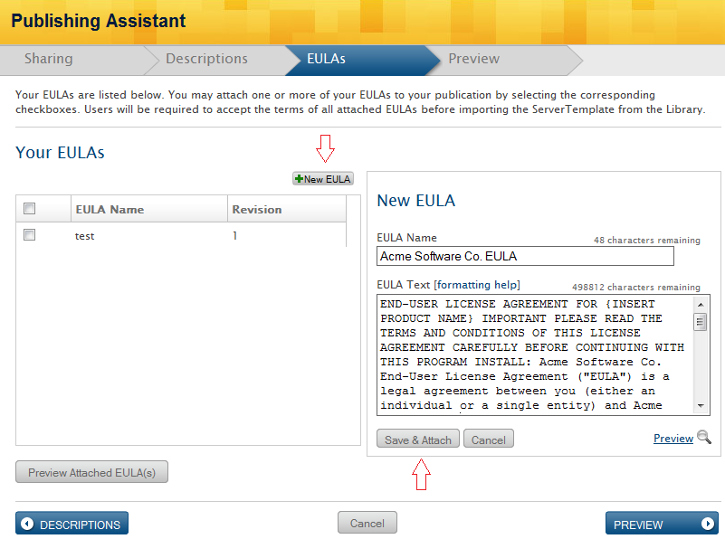 Publishing Assistant
Sharing
Descriptions
EULAs
Preview
Your EULAs are listed below. You may attach one or more of your EULAs to your publication by selecting the corresponding
checkboxes. Users will be required to accept the terms of all attached EULAs before importing the ServerTemplate from the Library.
Your EULAs
New EULA
EULA Name Revision
test 1
New EULA
EULA Name 48 characters remaining
Acme Software Co. EULA
EULA Text [formatting help] 498812 characters remaining
END-USER LICENSE AGREEMENT FOR {INSERT
PRODUCT NAME} IMPORTANT PLEASE READ THE
TERMS AND CONDITIONS OF THIS LICENSE
AGREEMENT CAREFULLY BEFORE CONTINUING WITH
THIS PROGRAM INSTALL: Acme Software Co.
End-User License Agreement ("EULA") is a
legal agreement between you (either an
individual or a single entity) and Acme
Save & Attach
Cancel
Preview
Preview Attached EULA(s)
DESCRIPTIONS
Cancel
PREVIEW